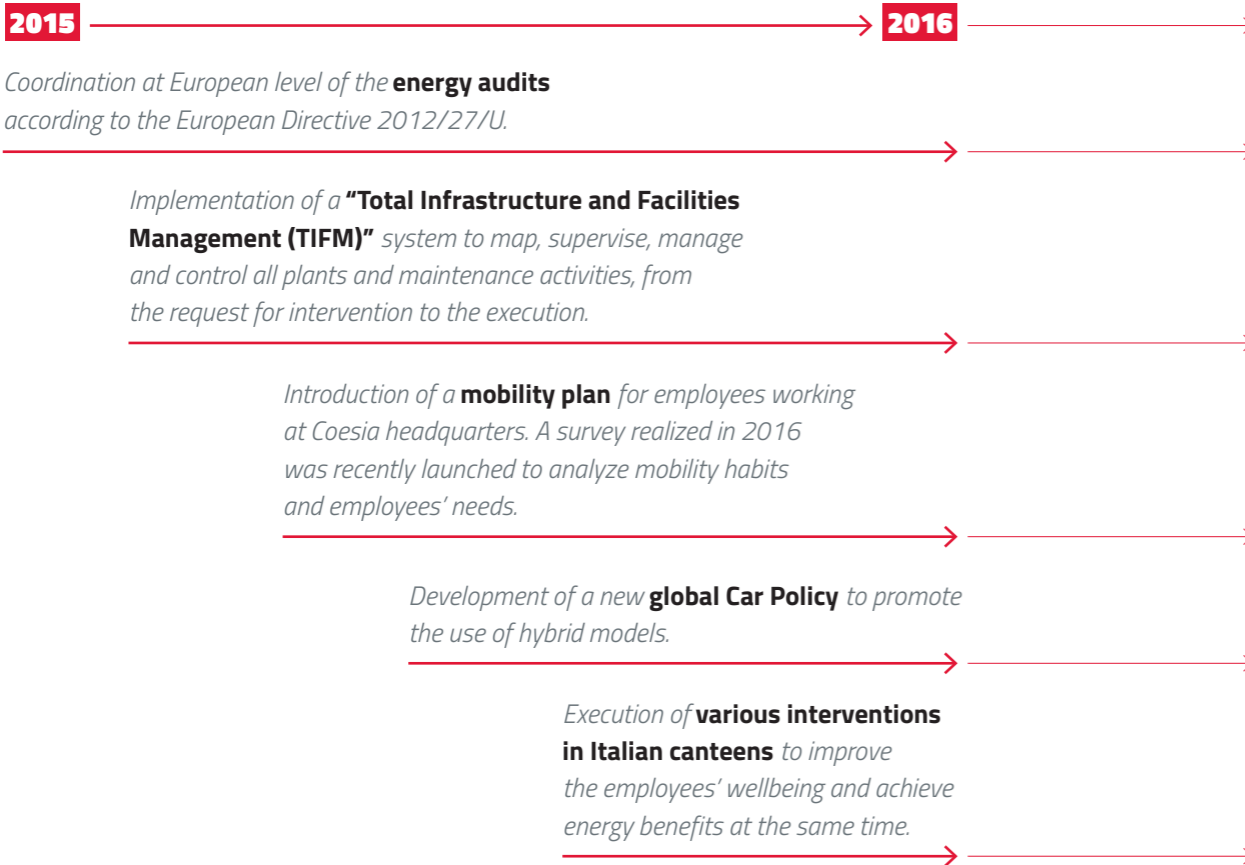 2015 2016
Coordination at European level of the energy audits
according to the European Directive 2012/27/U.
Implementation of a “Total Infrastructure and Facilities
Management (TIFM)” system to map, supervise, manage
and control all plants and maintenance activities, from
the request for intervention to the execution.
Introduction of a mobility plan for employees working
at Coesia headquarters. A survey realized in 2016
was recently launched to analyze mobility habits
and employees’ needs.
Development of a new global Car Policy to promote
the use of hybrid models.
Execution of various interventions
in Italian canteens to improve
the employees’ wellbeing and achieve
energy benefits at the same time.